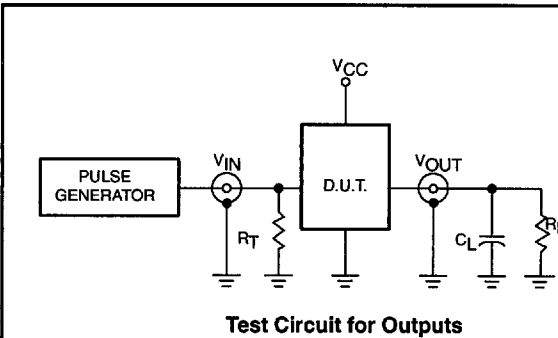 VCC
PULSE
GENERATOR
VIN
D.U.T.
VOUT
RT
CL
Test Circuit for Outputs